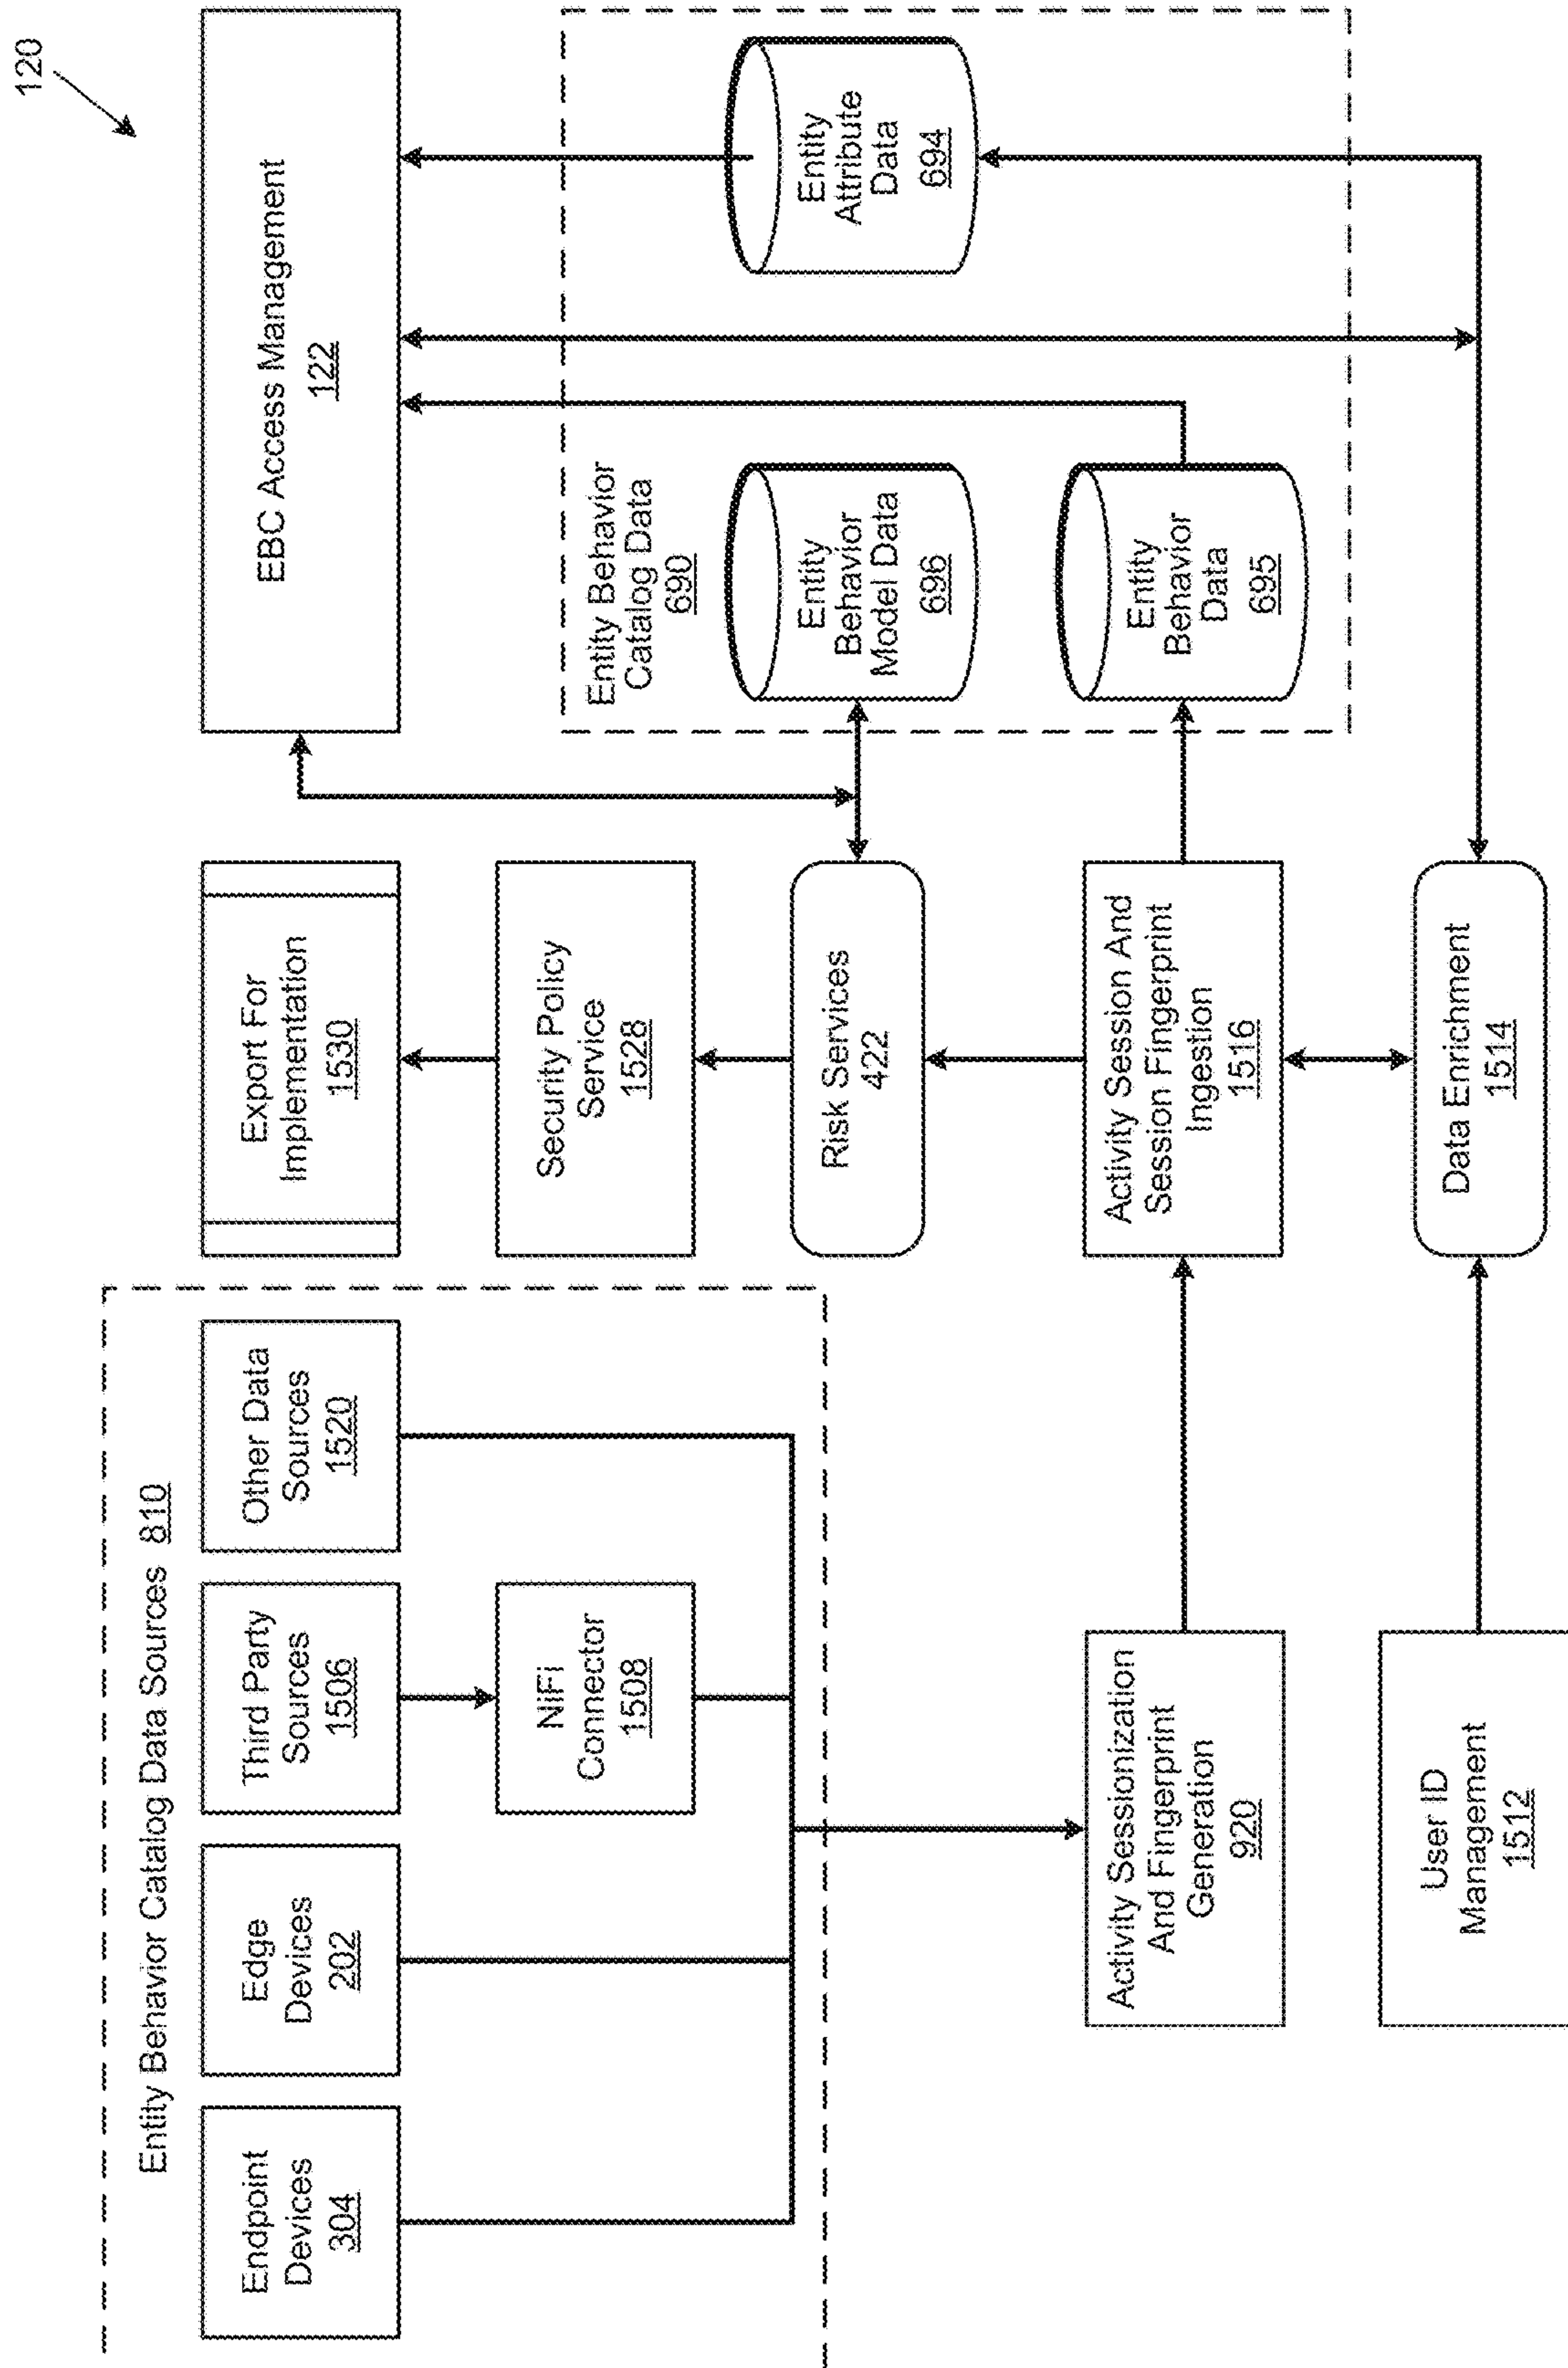 120
Entity Behavior Catalog Data Sources 810
Endpoint
Devices
304
Edge
Devices
202
Third Party
Sources
1506
Other Data
Sources
1520
NiFi
Connector
1508
Export For
Implementation
1530
EBC Access Management
122
Security Policy
Service
1528
Risk Services
422
Entity Behavior
Catalog Data
690
Entity
Behavior
Model Data
696
Entity
Attribute
Data
694
Activity Sessionization
And Fingerprint
Generation
920
Activity Session And
Session Fingerprint
Ingestion
1516
Entity
Behavior
Data
695
User ID
Management
1512
Data Enrichment
1514